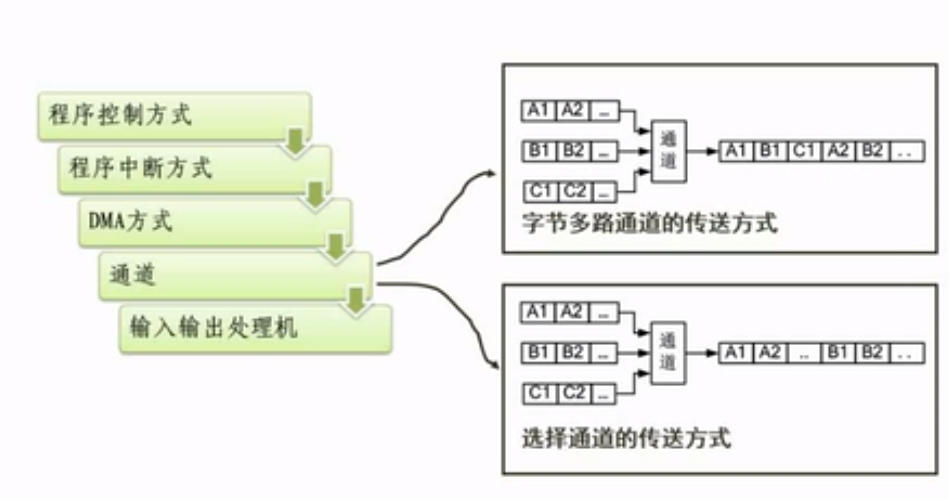 程序控制方式
程序中断方式
DMA方式
通道
输入输出处理机
A1 A2 ...
B1 B2 ...
C1 C2 ...
通道
A1 B1 C1 A2 B2 ..
字节多路通道的传送方式
A1 A2 ...
B1 B2 ...
C1 C2 ...
通道
A1 A2 .. B1 B2 ..
选择通道的传送方式